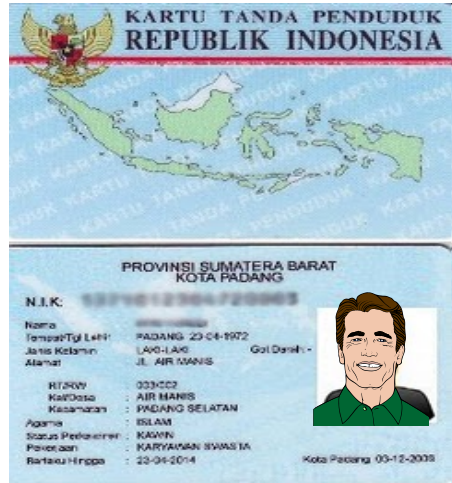 KARTU TANDA PENDUDUK
REPUBLIK INDONESIA
PROVINSI SUMATERA BARAT
KOTA PADANG
N.I.K:
Nama :
Tempat/Tgl Lahir : PADANG 23-04-1972
Jenis Kelamin : LAKI-LAKI Gol Darah: -
Alamat : JL. AIR MANIS
RT/RW : 003/002
Kel/Desa : AIR MANIS
Kecamatan : PADANG SELATAN
Agama : ISLAM
Status Perkawinan : KAWIN
Pekerjaan : KARYAWAN SWASTA
Berlaku Hingga : 23-04-2014 Kota Padang 03-12-2009